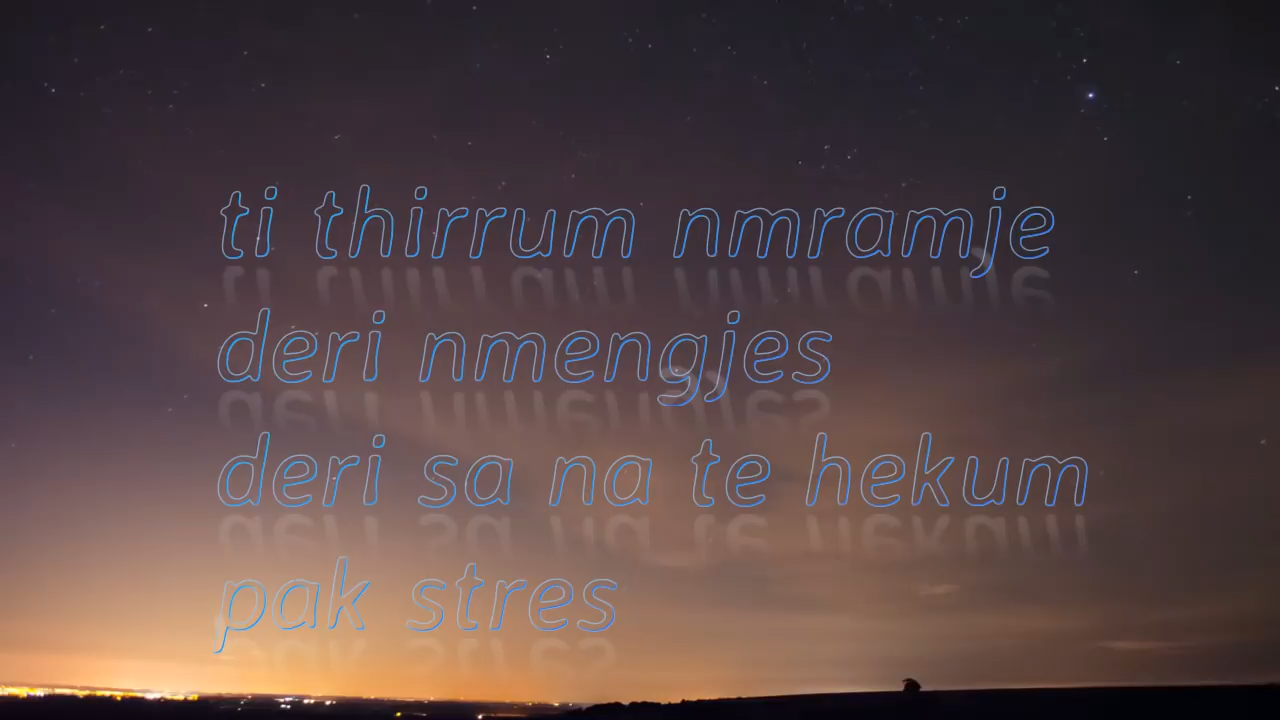 ti thirrum nmramje
deri nmengjes
deri sa na te hekum
pak stres